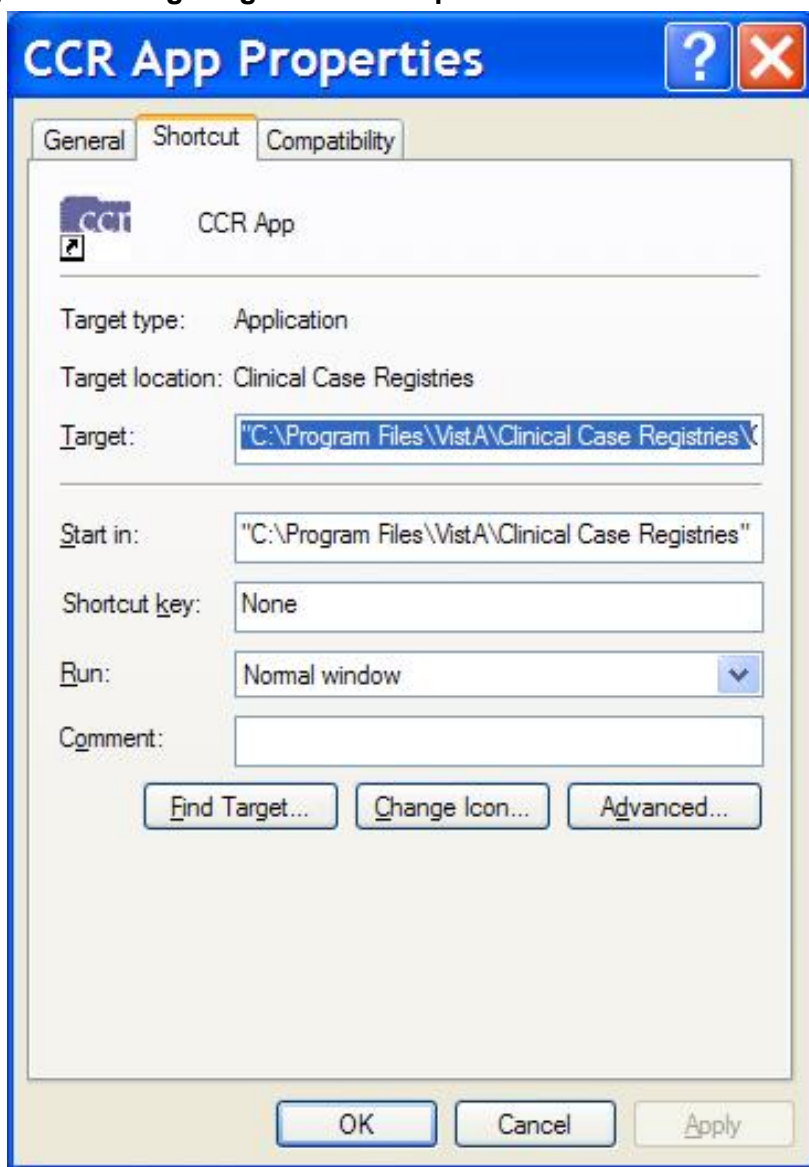 CCR App Properties
General Shortcut Compatibility
ccr CCR App
Target type: Application
Target location: Clinical Case Registries
Target: "C:\Program Files\VistA\Clinical Case Registries\
Start in: "C:\Program Files\VistA\Clinical Case Registries"
Shortcut key: None
Run: Normal window
Comment:
Find Target... Change Icon... Advanced...
OK Cancel Apply